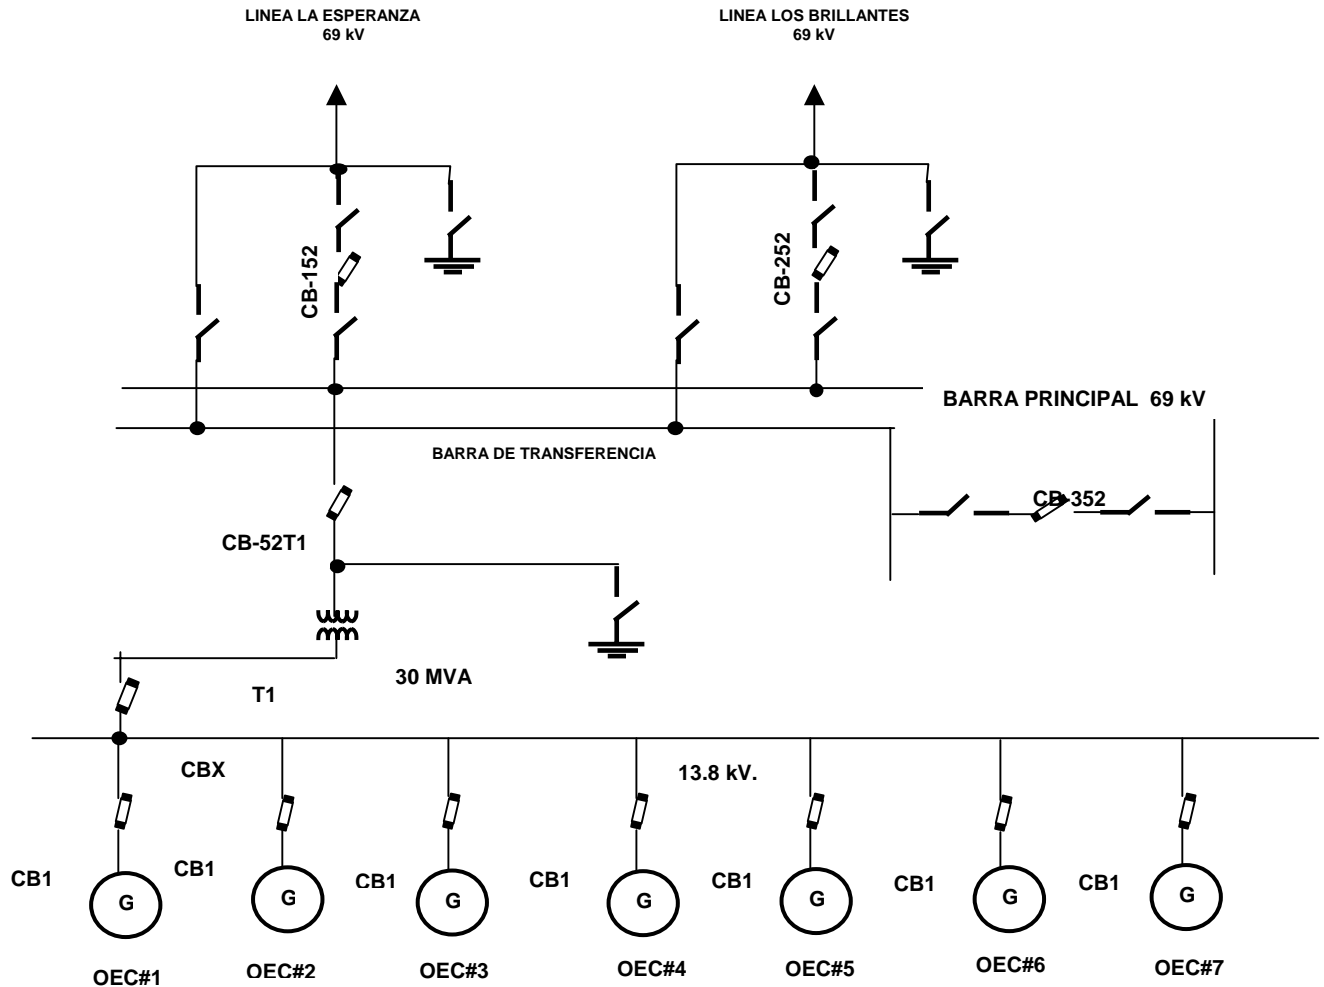 LINEA LA ESPERANZA
69 kV
LINEA LOS BRILLANTES
69 kV
CB-152
CB-252
BARRA PRINCIPAL 69 kV
BARRA DE TRANSFERENCIA
CB-352
CB-52T1
30 MVA
T1
CBX
13.8 kV.
CB1
CB1
CB1
CB1
CB1
CB1
CB1
G
G
G
G
G
G
G
OEC#1
OEC#2
OEC#3
OEC#4
OEC#5
OEC#6
OEC#7